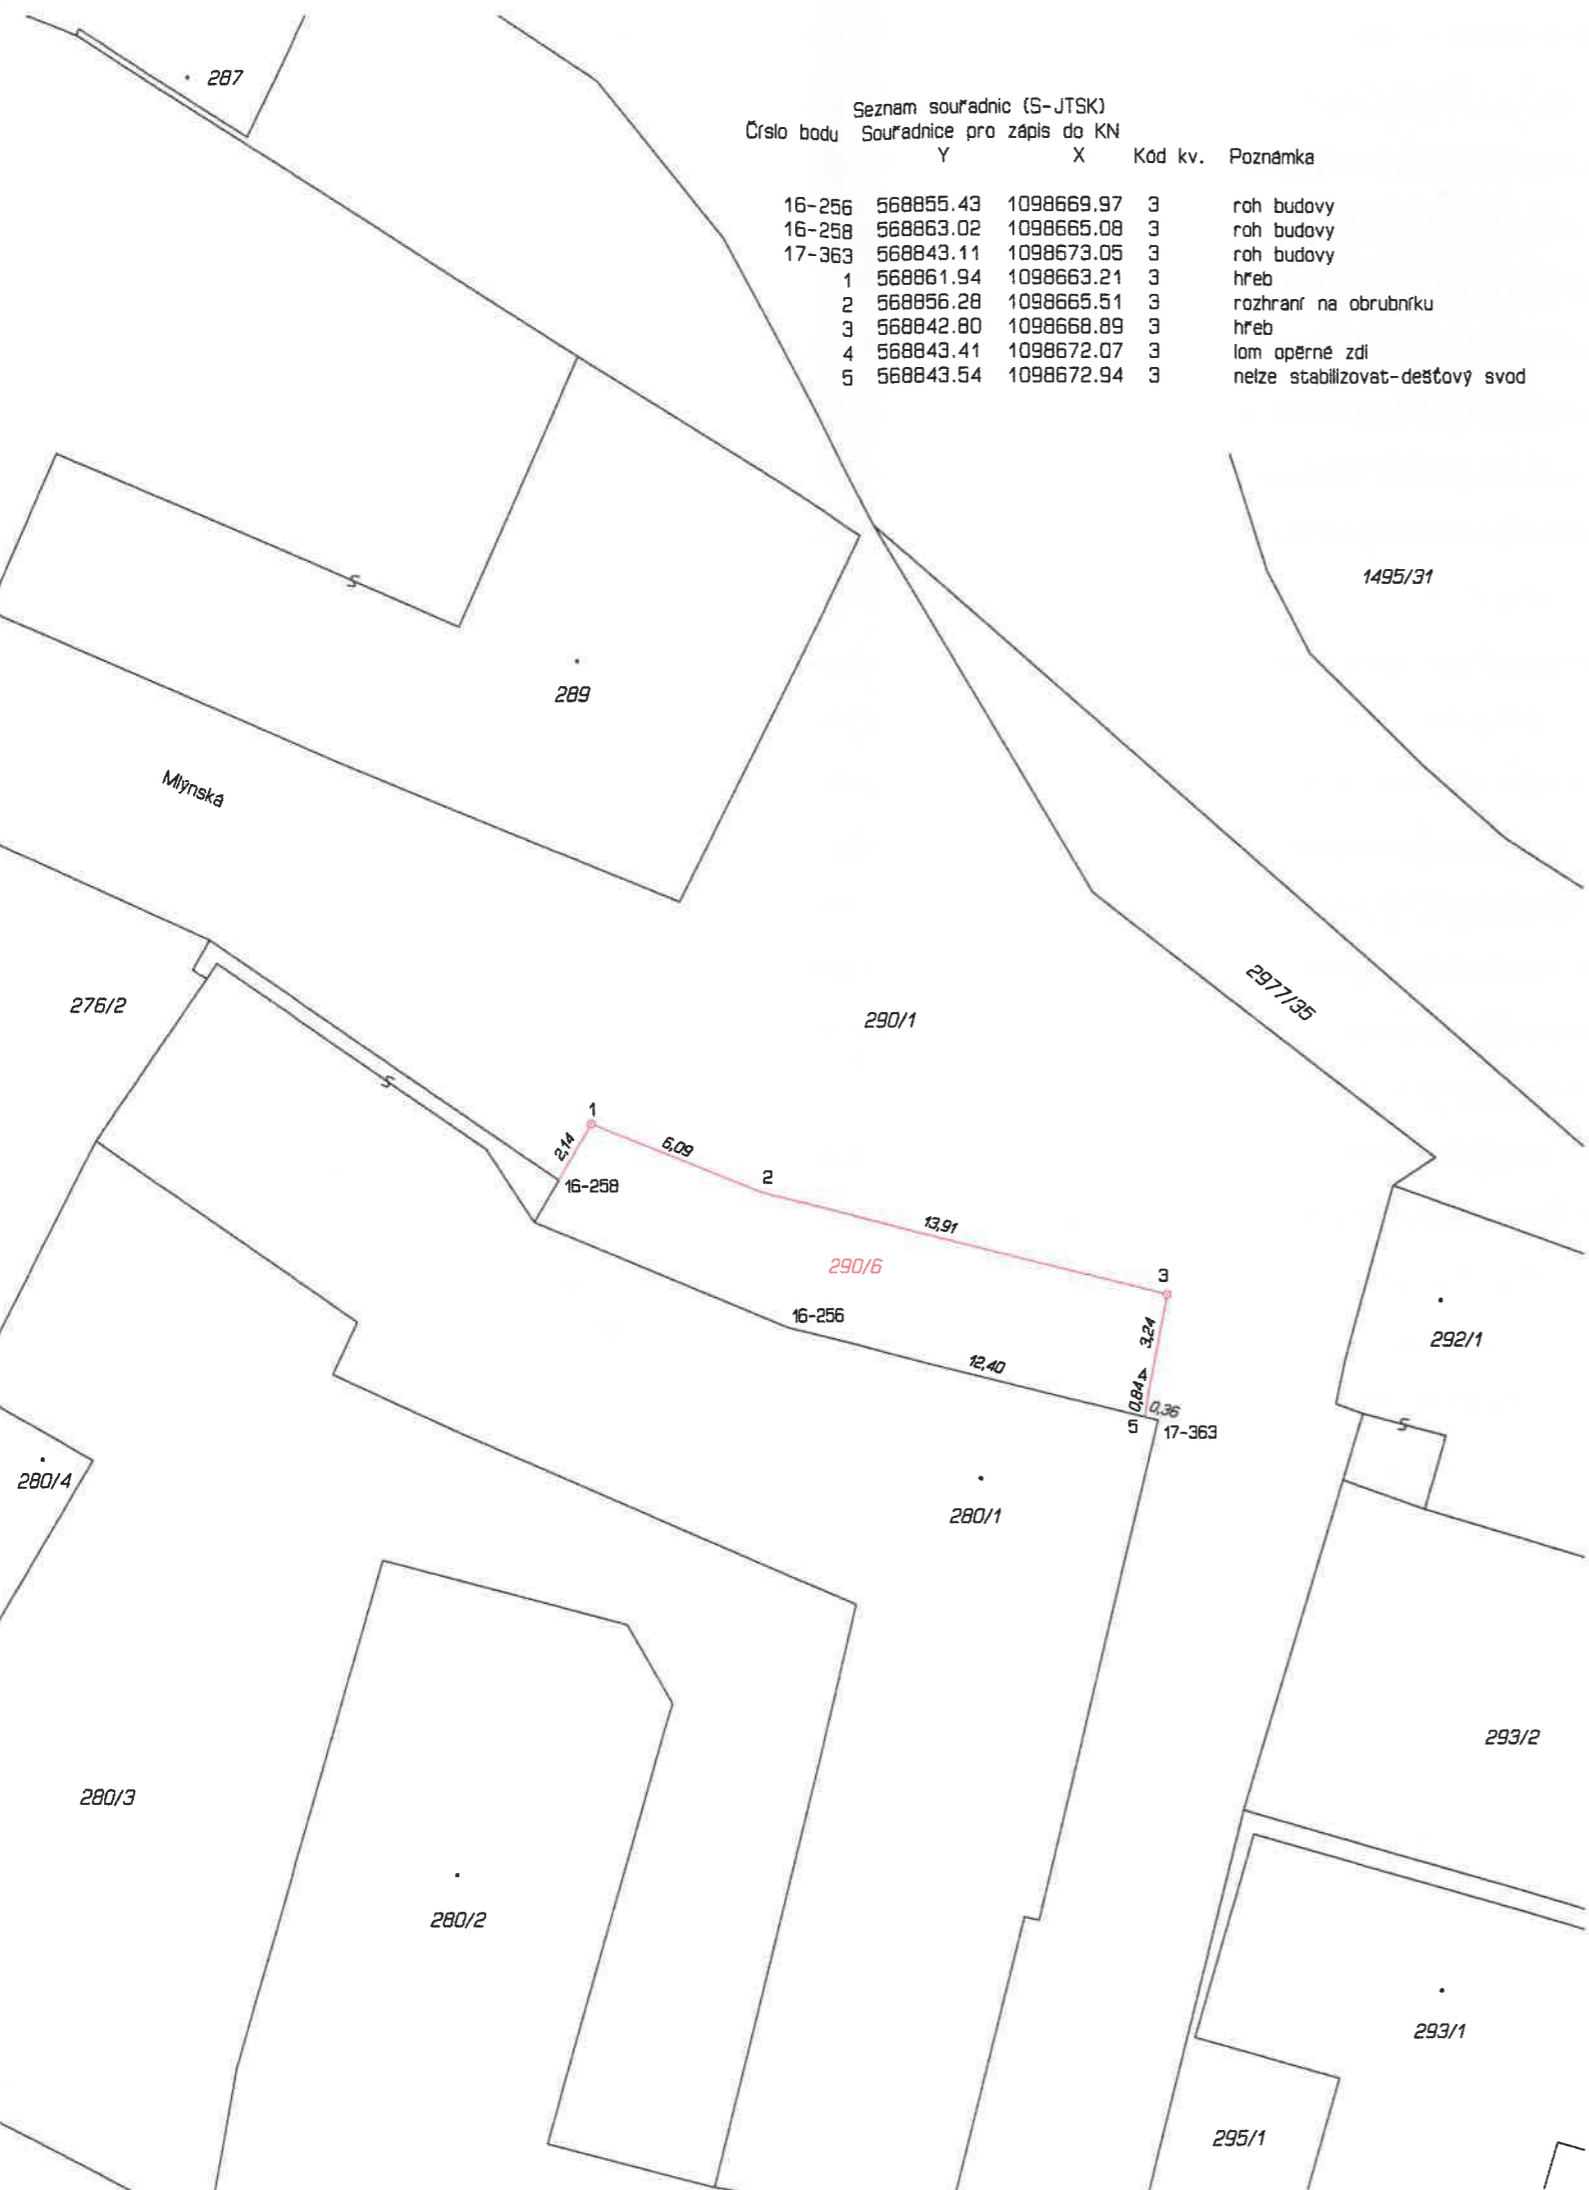 287
Seznam souřadnic (S-JTSK)
Číslo bodu Souřadnice pro zápis do KN
Y X Kód kv. Poznámka
16-256 568855.43 1098669.97 3 roh budovy
16-258 568863.02 1098665.08 3 roh budovy
17-363 568843.11 1098673.05 3 roh budovy
1 568861.94 1098663.21 3 hřeb
2 568856.28 1098665.51 3 rozhraní na obrubníku
3 568842.80 1098668.89 3 hřeb
4 568843.41 1098672.07 3 lom opěrné zdi
5 568843.54 1098672.94 3 nelze stabilizovat-dešťový svod
1495/31
289
Mlýnská
2977/35
276/2
290/1
1
2,14
6,09
2
16-258
13,91
290/6
3
16-256
3,24
292/1
12,40
4
0,84
0,36
5
17-363
280/4
280/1
293/2
280/3
280/2
293/1
295/1